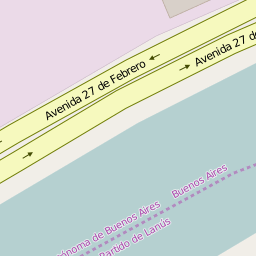 Avenida 27 de Febrero
Avenida 27 de
Buenos Aires
ónoma de Buenos Aires
Partido de Lanús